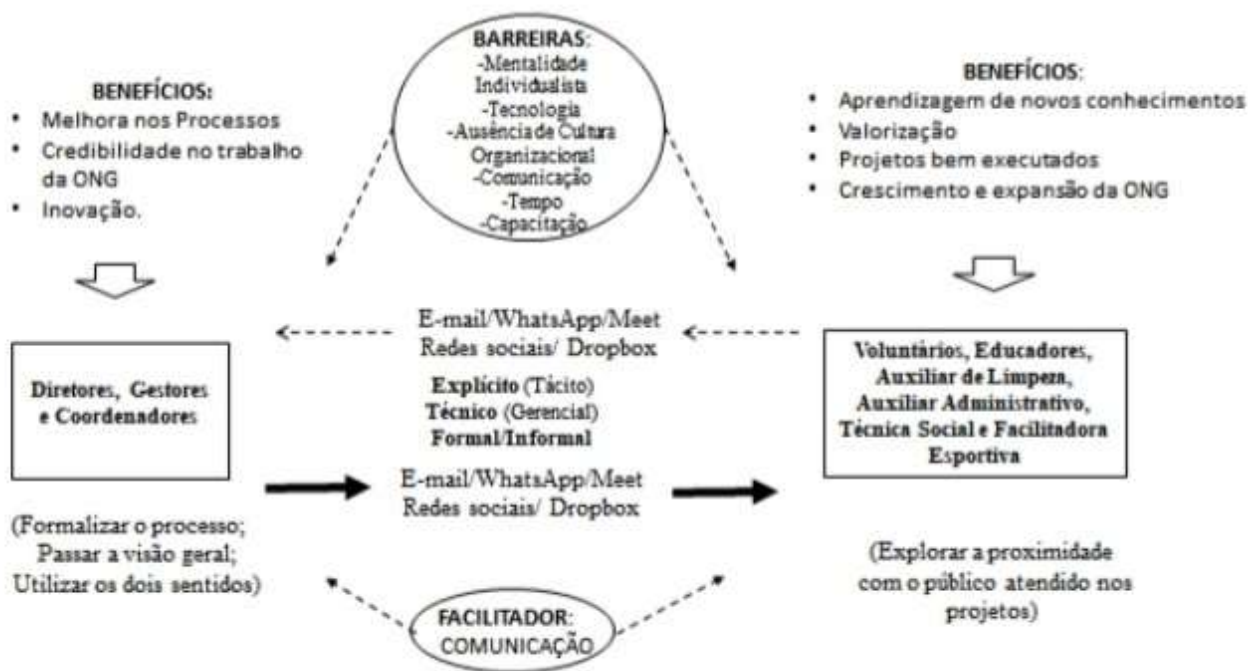 BARREIRAS:
-Mentalidade
Individualista
-Tecnologia
-Ausência de Cultura
Organizacional
-Comunicação
-Tempo
-Capacitação
BENEFÍCIOS:
• Melhora nos Processos
• Credibilidade no trabalho
da ONG
• Inovação.
BENEFÍCIOS:
• Aprendizagem de novos conhecimentos
• Valorização
• Projetos bem executados
• Crescimento e expansão da ONG
Diretores, Gestores
e Coordenadores
E-mail/WhatsApp/Meet
Redes sociais/ Dropbox
Explícito (Tácito)
Técnico (Gerencial)
Formal/Informal
E-mail/WhatsApp/Meet
Redes sociais/ Dropbox
Voluntários, Educadores,
Auxiliar de Limpeza,
Auxiliar Administrativo,
Técnica Social e Facilitadora
Esportiva
(Formalizar o processo;
Passar a visão geral;
Utilizar os dois sentidos)
(Explorar a proximidade
com o público atendido nos
projetos)
FACILITADOR:
COMUNICAÇÃO